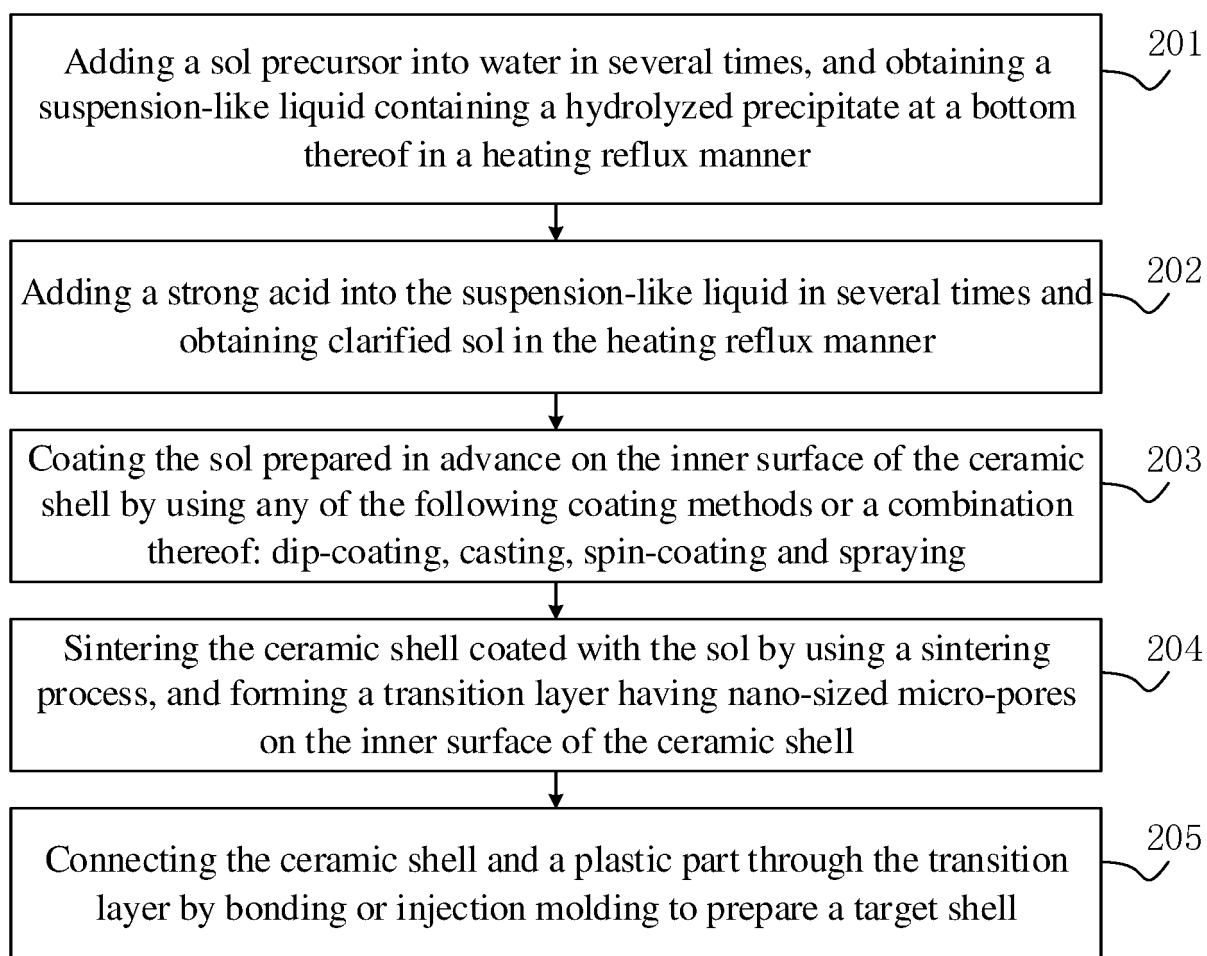 Adding a sol precursor into water in several times, and obtaining a
suspension-like liquid containing a hydrolyzed precipitate at a bottom
thereof in a heating reflux manner
201
Adding a strong acid into the suspension-like liquid in several times and
obtaining clarified sol in the heating reflux manner
202
Coating the sol prepared in advance on the inner surface of the ceramic
shell by using any of the following coating methods or a combination
thereof: dip-coating, casting, spin-coating and spraying
203
Sintering the ceramic shell coated with the sol by using a sintering
process, and forming a transition layer having nano-sized micro-pores
on the inner surface of the ceramic shell
204
Connecting the ceramic shell and a plastic part through the transition
layer by bonding or injection molding to prepare a target shell
205